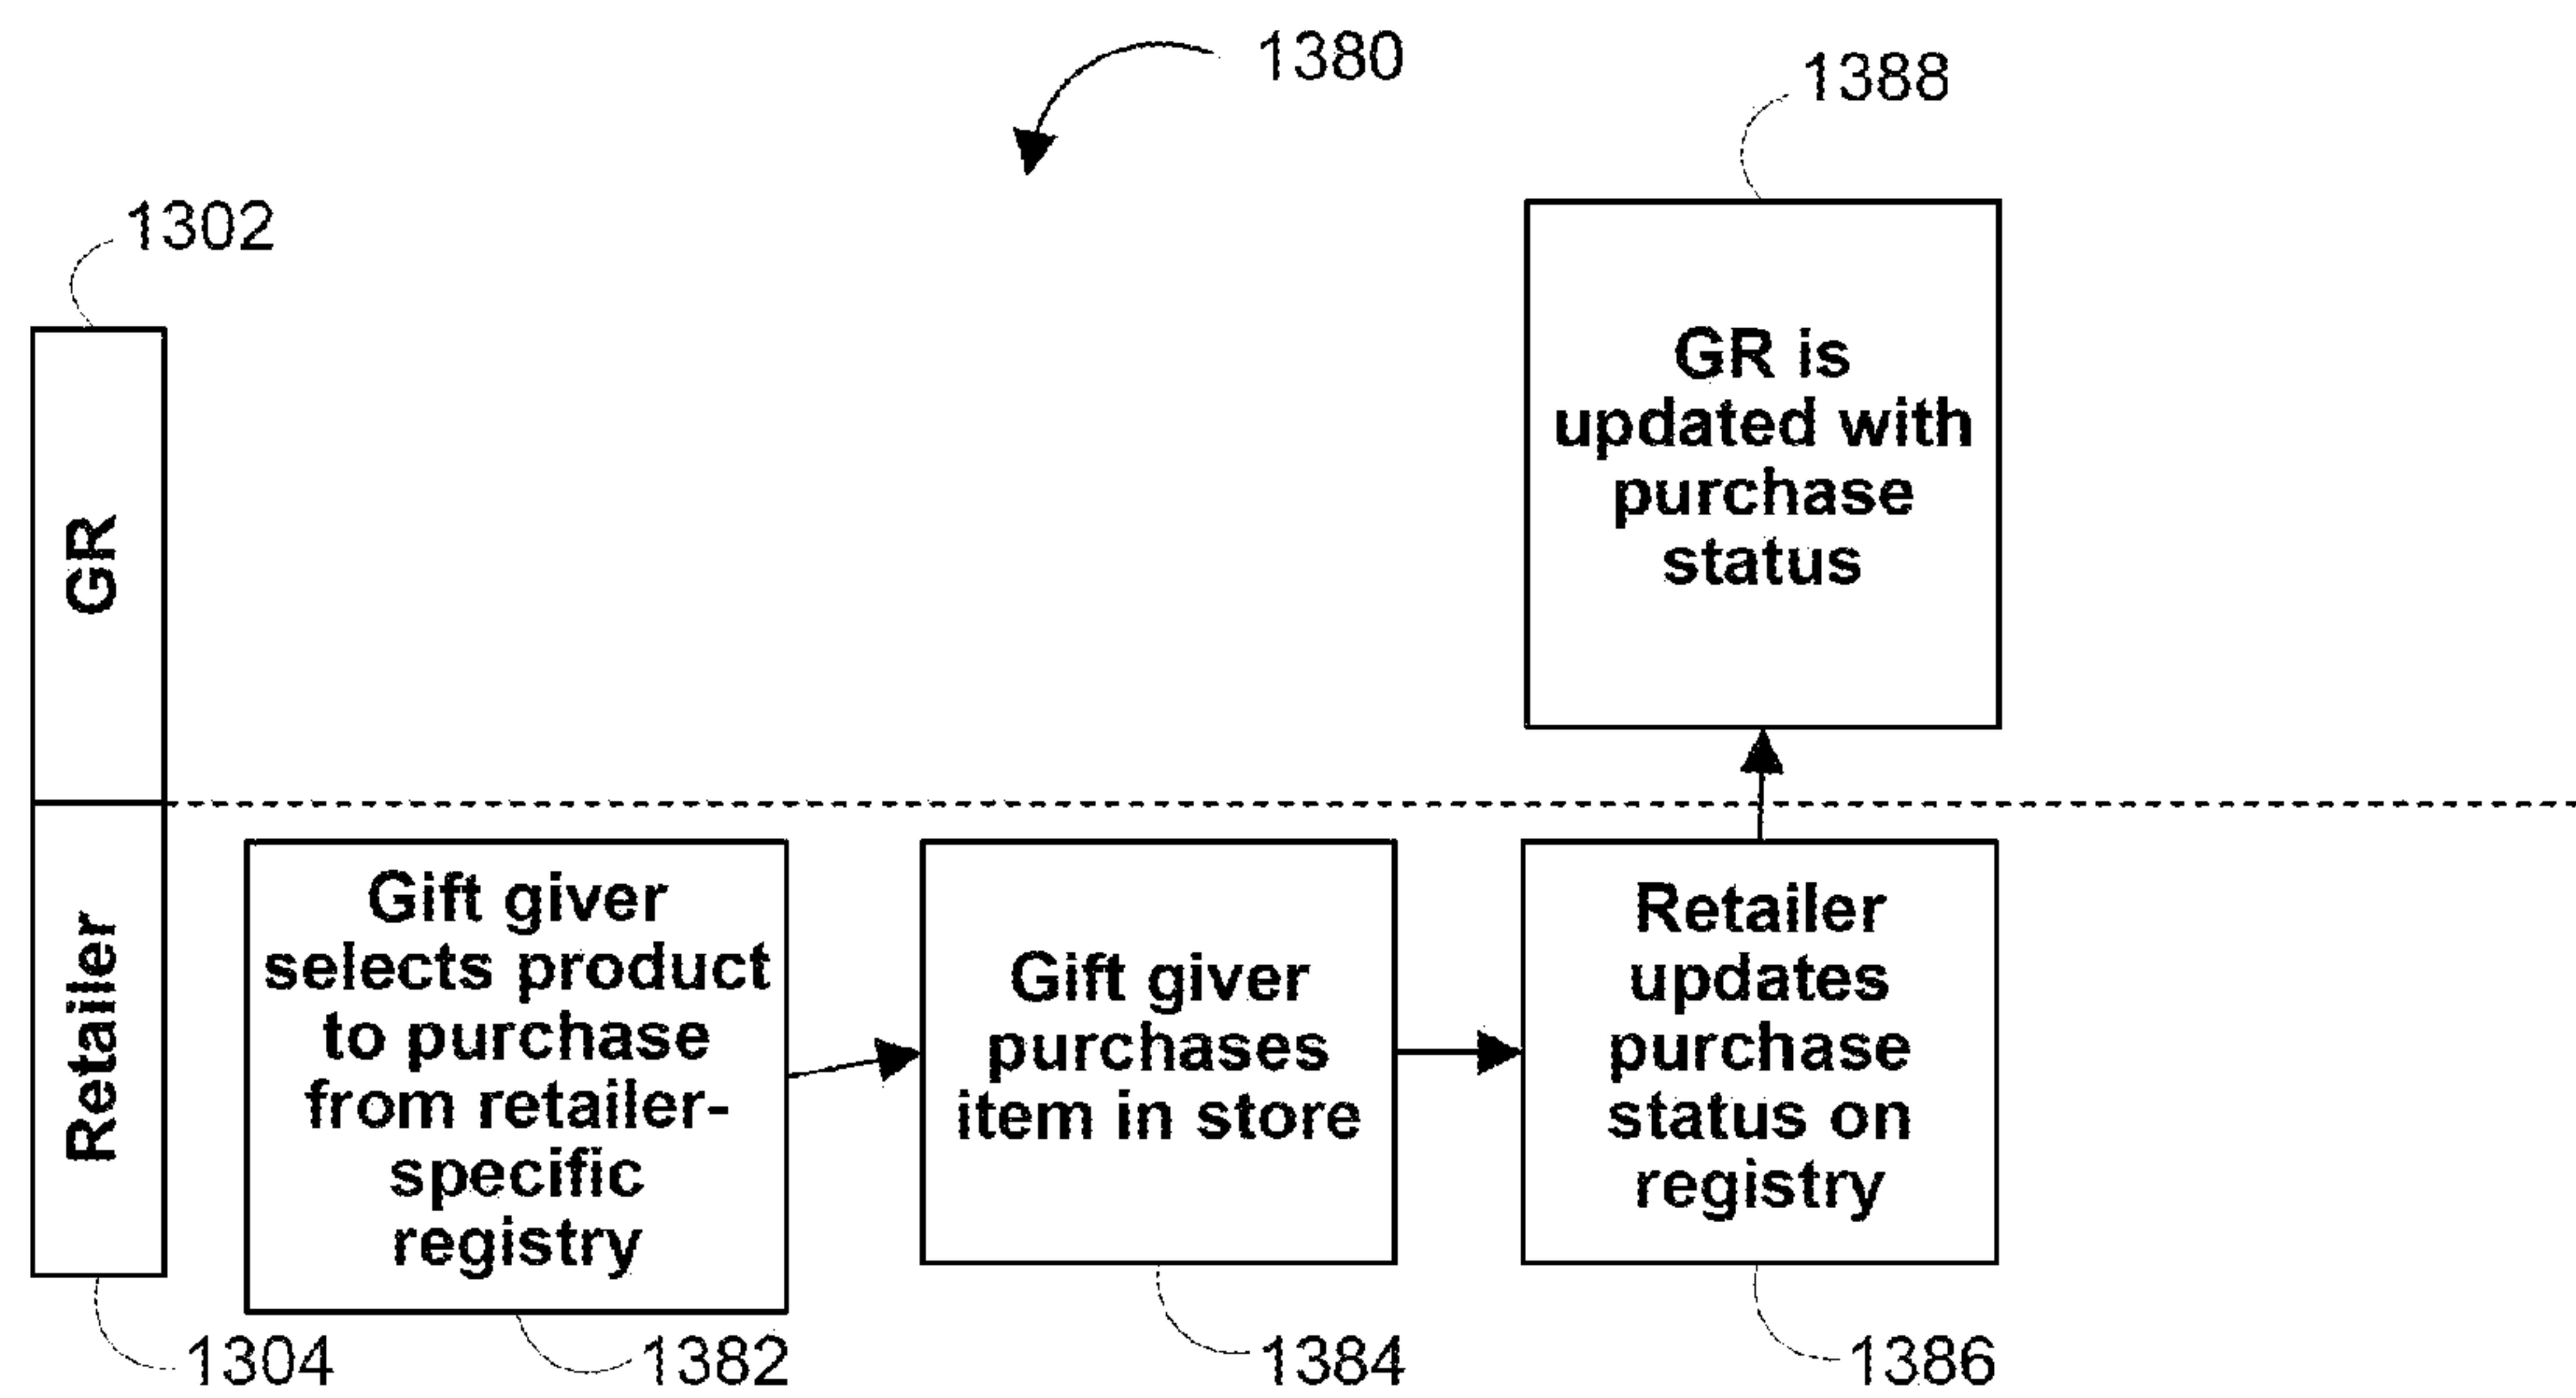 1380
1388
1302
GR
GR is
updated with
purchase
status
Retailer
Gift giver
selects product
to purchase
from retailer-
specific
registry
Gift giver
purchases
item in store
Retailer
updates
purchase
status on
registry
1304
1382
1384
1386